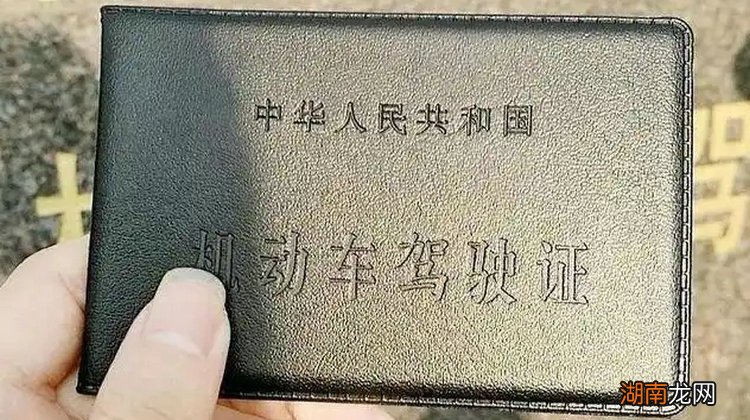 中华人民共和国
机动车驾驶证
湖南龙网